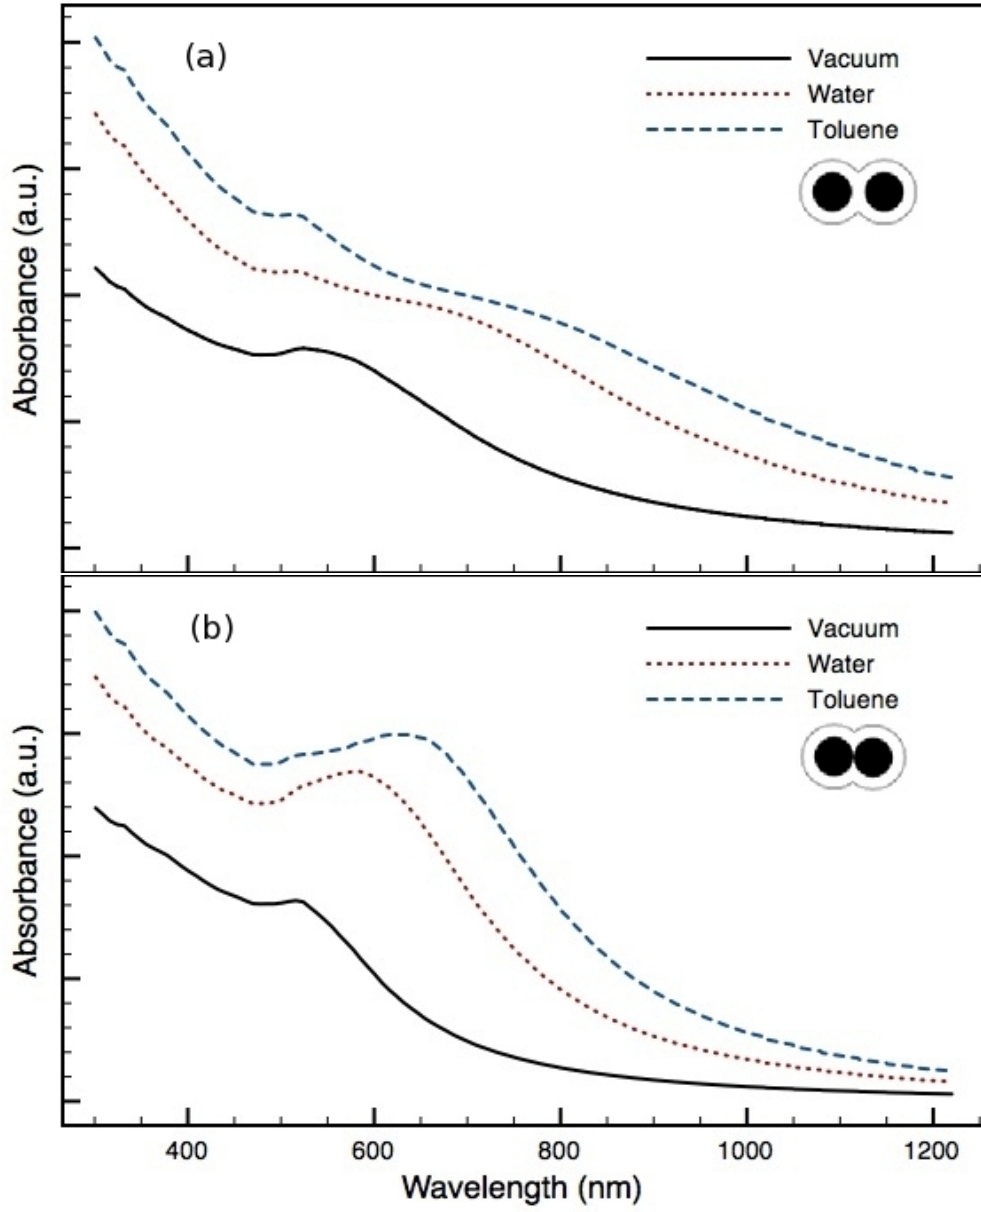 (a)
Vacuum
Water
Toluene
Absorbance (a.u.)
(b)
Vacuum
Water
Toluene
Absorbance (a.u.)
400 600 800 1000 1200
Wavelength (nm)